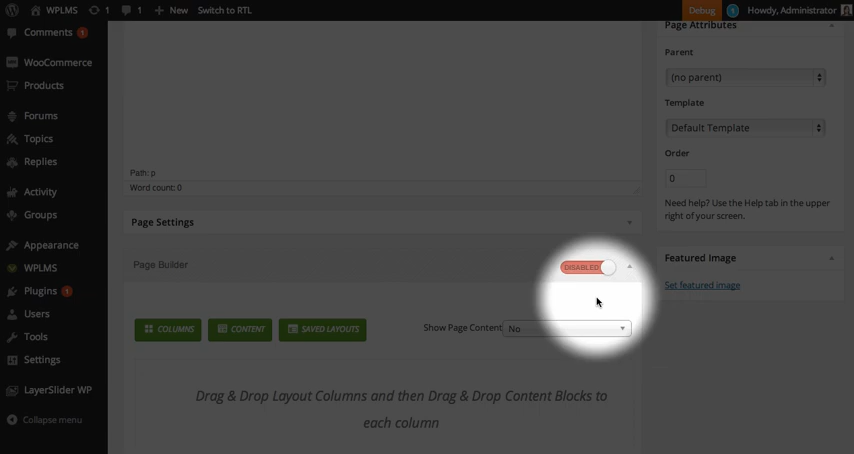 WPLMS 1 1 New Switch to RTL Debug 1 Howdy, Administrator
Comments 1
WooCommerce
Products
Forums
Topics
Replies
Activity
Groups
Appearance
WPLMS
Plugins 1
Users
Tools
Settings
LayerSlider WP
Collapse menu
Path: p
Word count: 0
Page Settings
Page Builder
DISABLED
COLUMNS CONTENT SAVED LAYOUTS
Show Page Content No
Drag & Drop Layout Columns and then Drag & Drop Content Blocks to
each column
Page Attributes
Parent
(no parent)
Template
Default Template
Order
0
Need help? Use the Help tab in the upper
right of your screen.
Featured Image
Set featured image